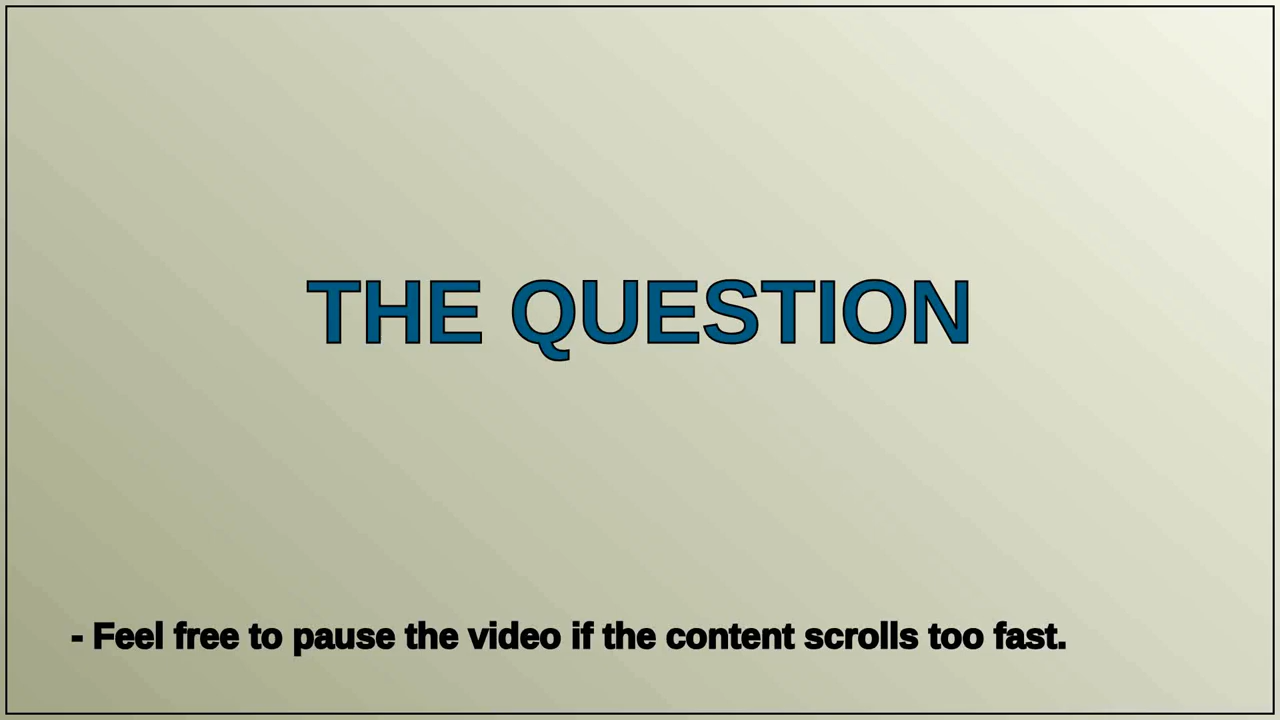 THE QUESTION
- Feel free to pause the video if the content scrolls too fast.